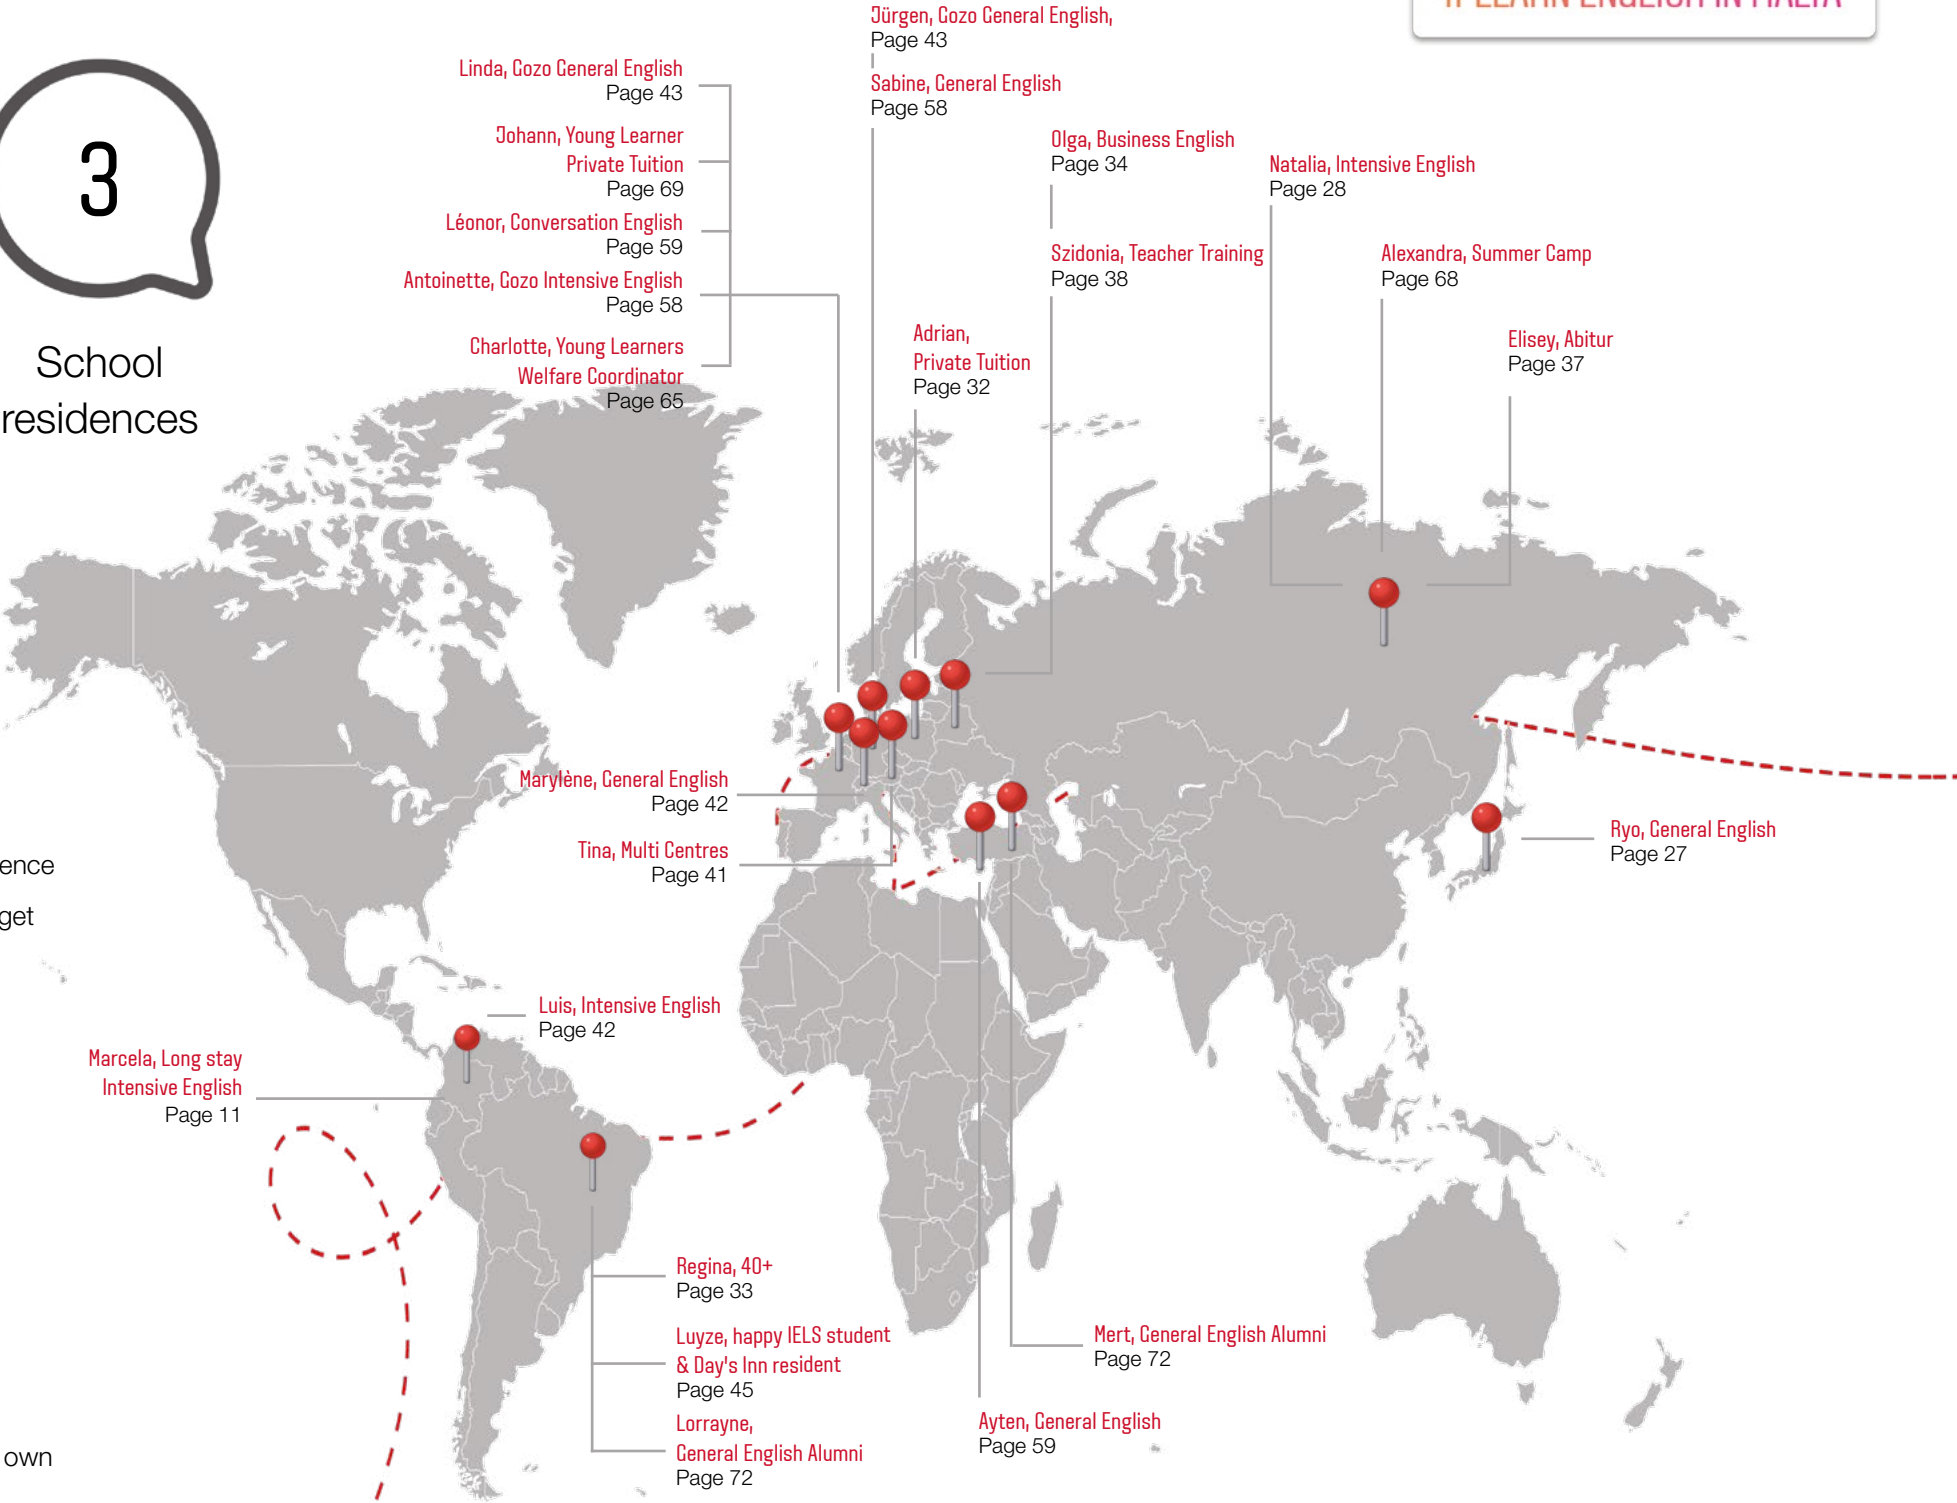 LEARN ENGLISH IN MALTA
3
School
residences
ence
get
own
Linda, Gozo General English
Page 43
Johann, Young Learner
Private Tuition
Page 69
Léonor, Conversation English
Page 59
Antoinette, Gozo Intensive English
Page 58
Charlotte, Young Learners
Welfare Coordinator
Page 65
Jürgen, Gozo General English,
Page 43
Sabine, General English
Page 58
Adrian,
Private Tuition
Page 32
Olga, Business English
Page 34
Szidonia, Teacher Training
Page 38
Natalia, Intensive English
Page 28
Alexandra, Summer Camp
Page 68
Elisey, Abitur
Page 37
Marylène, General English
Page 42
Tina, Multi Centres
Page 41
Ryo, General English
Page 27
Luis, Intensive English
Page 42
Marcela, Long stay
Intensive English
Page 11
Regina, 40+
Page 33
Luyze, happy IELS student
& Day's Inn resident
Page 45
Lorrayne,
General English Alumni
Page 72
Mert, General English Alumni
Page 72
Ayten, General English
Page 59